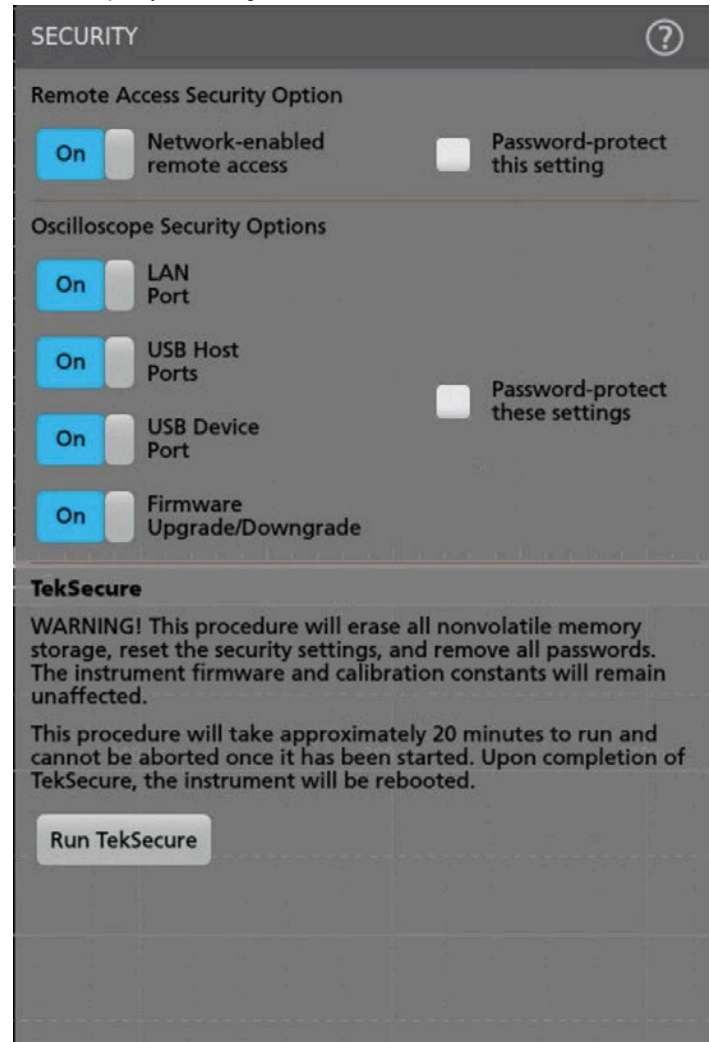 SECURITY ?
Remote Access Security Option
On Network-enabled remote access
Password-protect this setting
Oscilloscope Security Options
On LAN Port
On USB Host Ports
Password-protect these settings
On USB Device Port
On Firmware Upgrade/Downgrade
TekSecure
WARNING! This procedure will erase all nonvolatile memory
storage, reset the security settings, and remove all passwords.
The instrument firmware and calibration constants will remain
unaffected.
This procedure will take approximately 20 minutes to run and
cannot be aborted once it has been started. Upon completion of
TekSecure, the instrument will be rebooted.
Run TekSecure